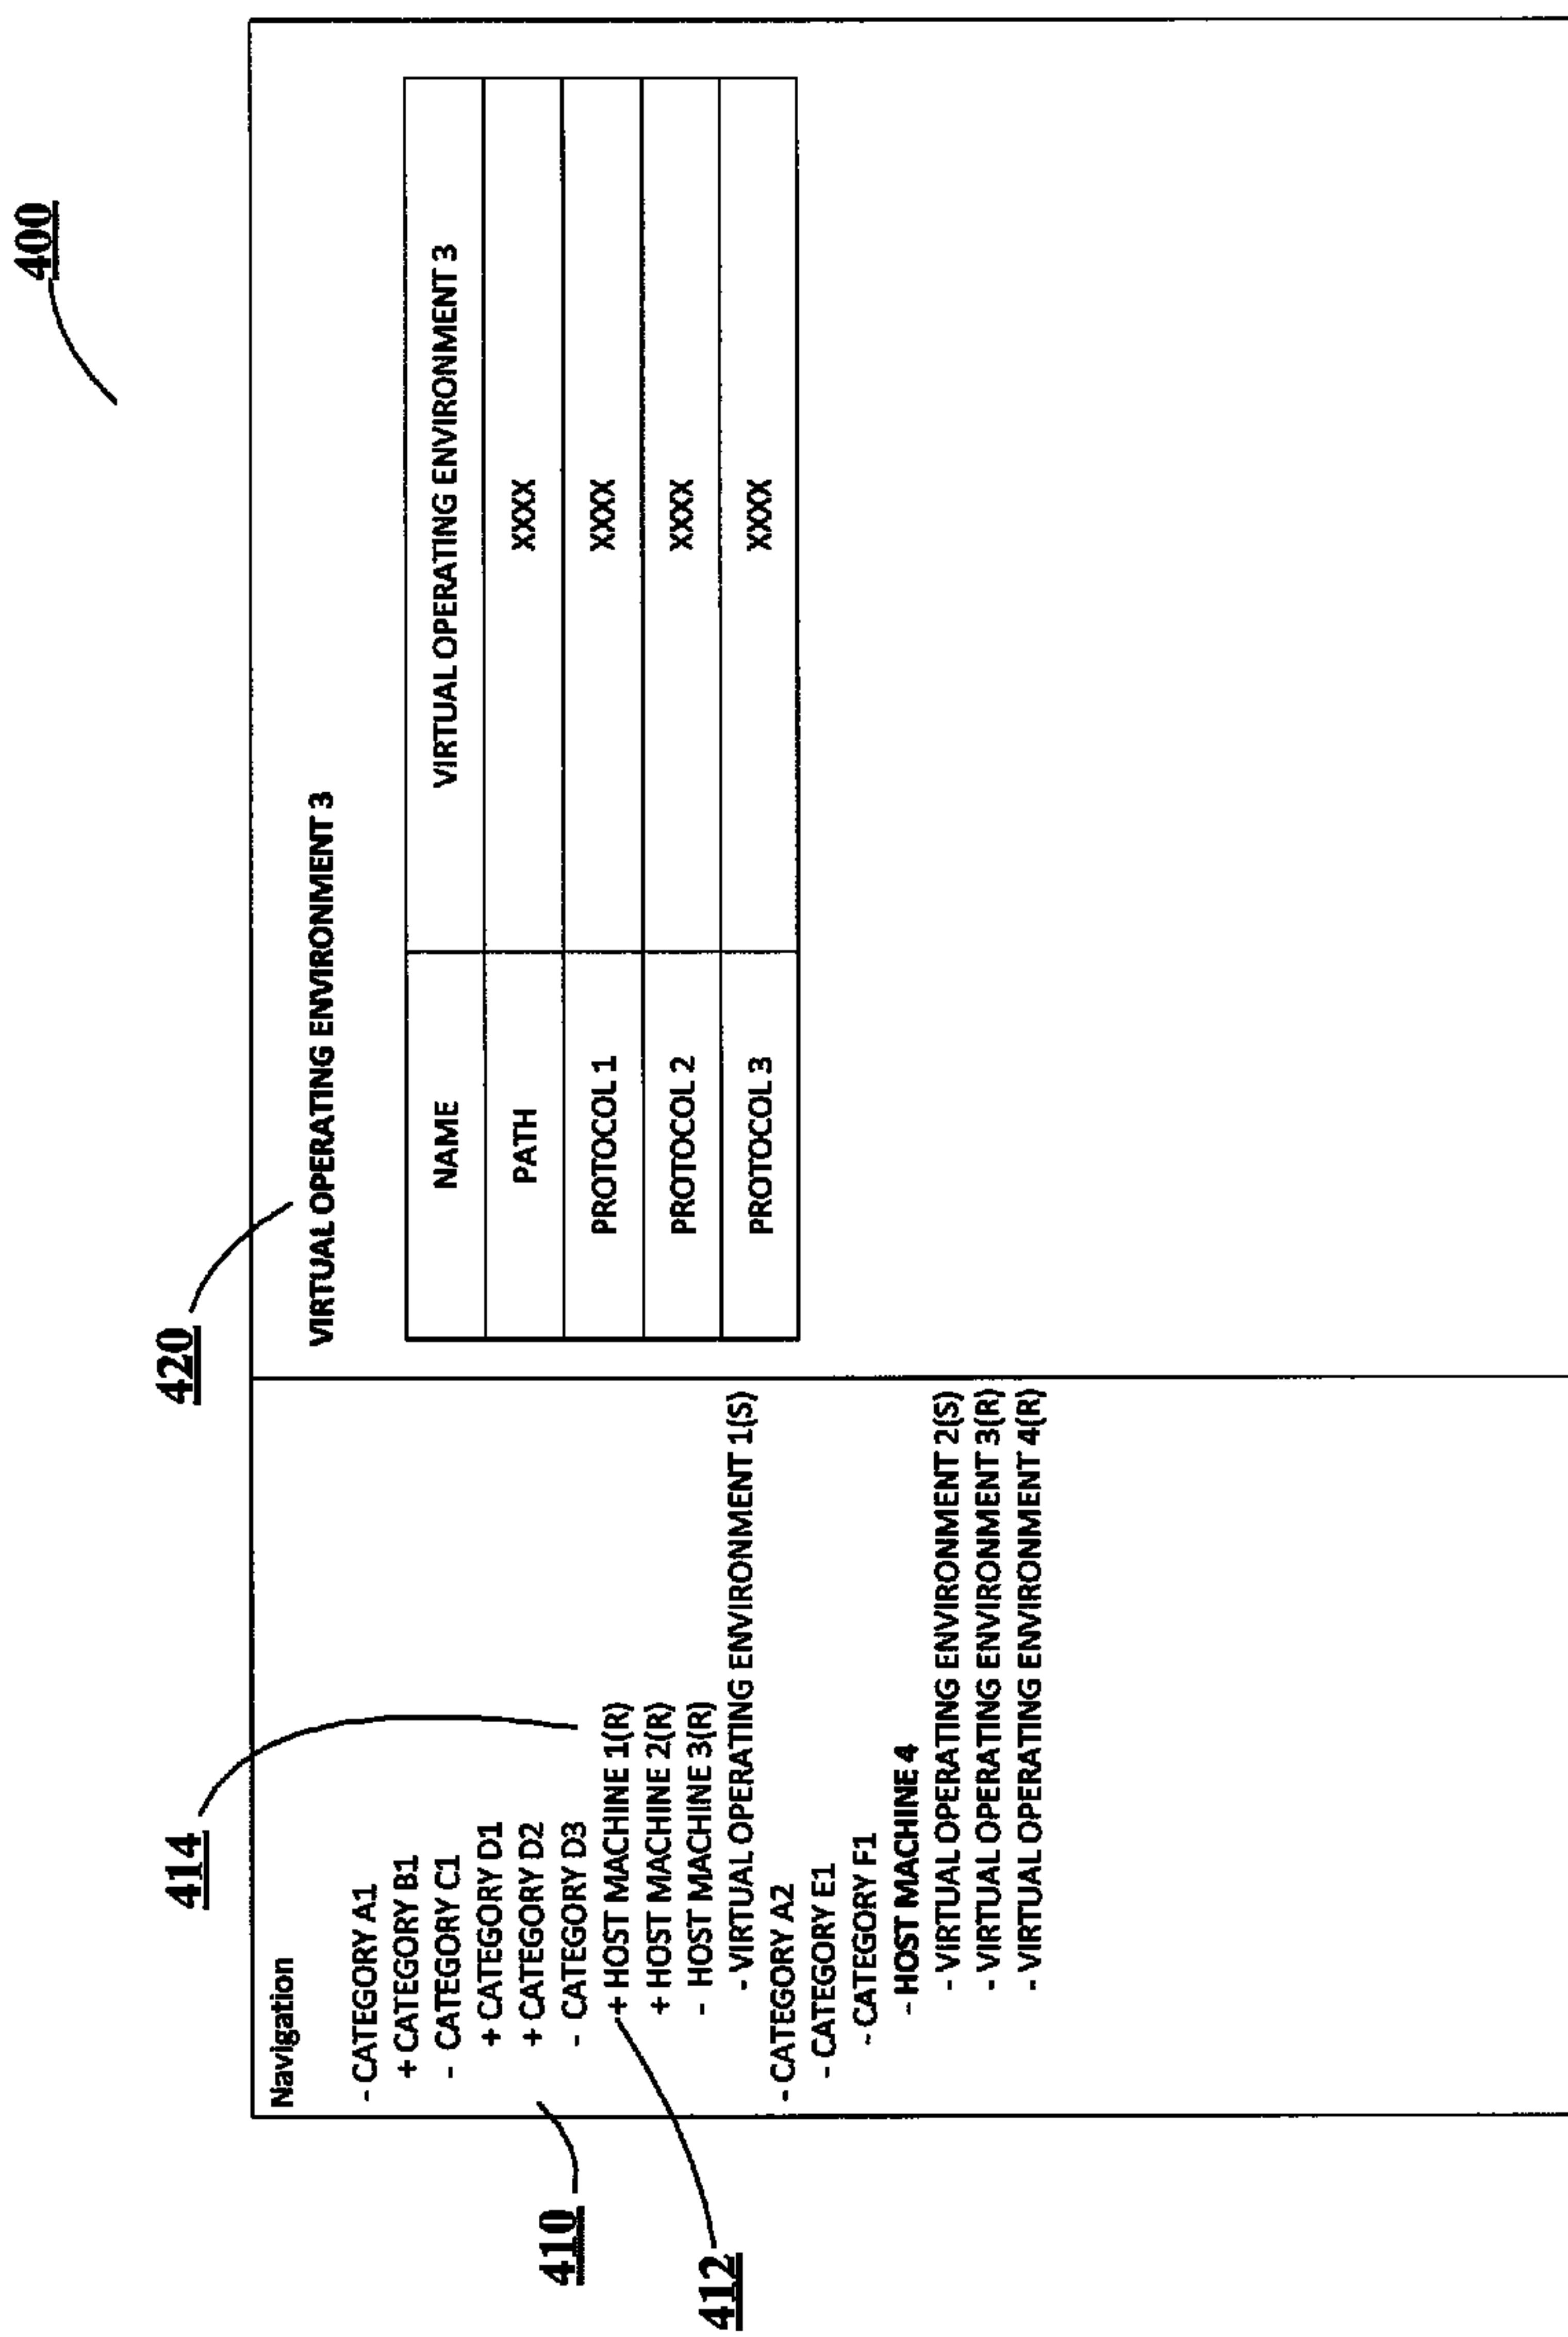 400
420
414
410
412
Navigation
- CATEGORY A1
+ CATEGORY B1
- CATEGORY C1
+ CATEGORY D1
+ CATEGORY D2
- CATEGORY D3
+ HOST MACHINE 1(R)
+ HOST MACHINE 2(R)
- HOST MACHINE 3(R)
- VIRTUAL OPERATING ENVIRONMENT 1(S)
- CATEGORY A2
- CATEGORY E1
- CATEGORY F1
- HOST MACHINE 4
- VIRTUAL OPERATING ENVIRONMENT 2(S)
- VIRTUAL OPERATING ENVIRONMENT 3(R)
- VIRTUAL OPERATING ENVIRONMENT 4(R)
VIRTUAL OPERATING ENVIRONMENT 3
NAME VIRTUAL OPERATING ENVIRONMENT 3
PATH XXXX
PROTOCOL 1 XXXX
PROTOCOL 2 XXXX
PROTOCOL 3 XXXX